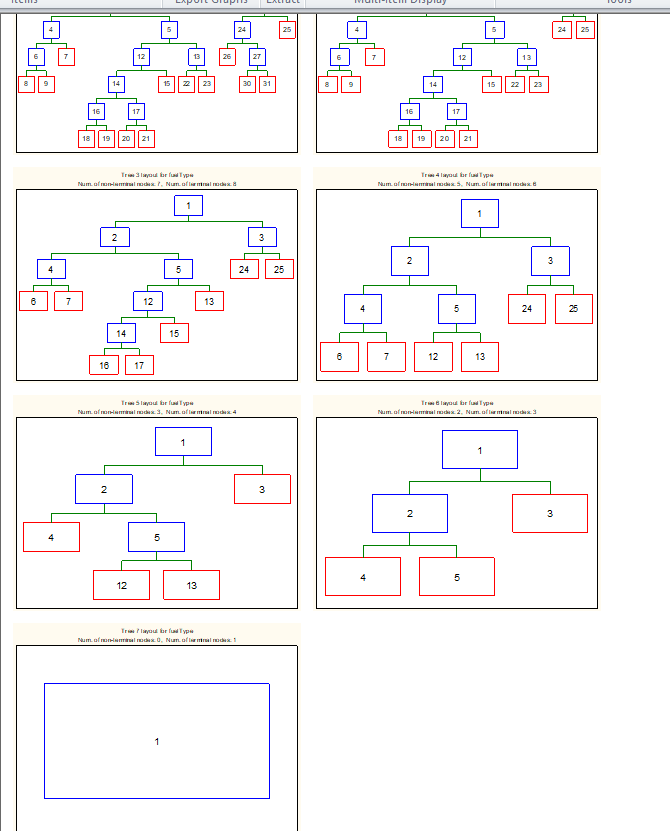 Items Export Graphs Extract Multi-Item Display Tools
4 5 24 25 4 5 24 25
6 7 12 13 26 27 6 7 12 13
8 9 14 15 22 23 30 31 8 9 14 15 22 23
16 17 16 17
18 19 20 21 18 19 20 21
Tree 3 layout for fuelType
Num. of non-terminal nodes: 7, Num. of terminal nodes: 8
1
2 3
4 5 24 25
6 7 12 13
14 15
16 17
Tree 4 layout for fuelType
Num. of non-terminal nodes: 5, Num. of terminal nodes: 6
1
2 3
4 5 24 25
6 7 12 13
Tree 5 layout for fuelType
Num. of non-terminal nodes: 3, Num. of terminal nodes: 4
1
2 3
4 5
12 13
Tree 6 layout for fuelType
Num. of non-terminal nodes: 2, Num. of terminal nodes: 3
1
2 3
4 5
Tree 7 layout for fuelType
Num. of non-terminal nodes: 0, Num. of terminal nodes: 1
1